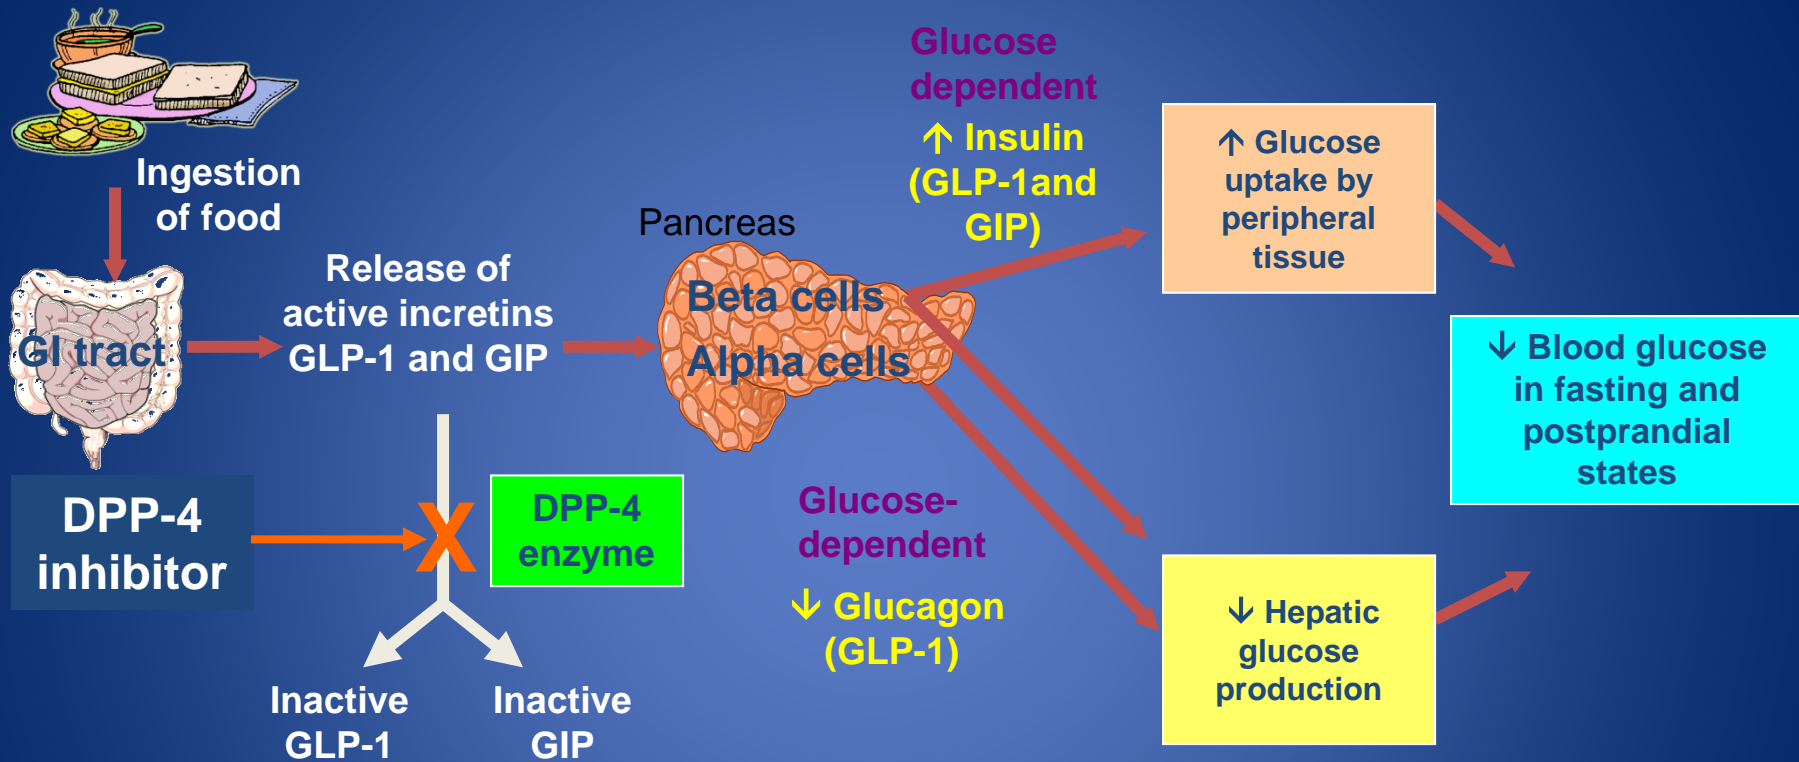 Ingestion
of food
GI tract
Release of
active incretins
GLP-1 and GIP
Pancreas
Beta cells
Alpha cells
Glucose
dependent
↑ Insulin
(GLP-1and
GIP)
↑ Glucose
uptake by
peripheral
tissue
↓ Blood glucose
in fasting and
postprandial
states
DPP-4
inhibitor
X
DPP-4
enzyme
Glucose-
dependent
↓ Glucagon
(GLP-1)
↓ Hepatic
glucose
production
Inactive
GLP-1
Inactive
GIP